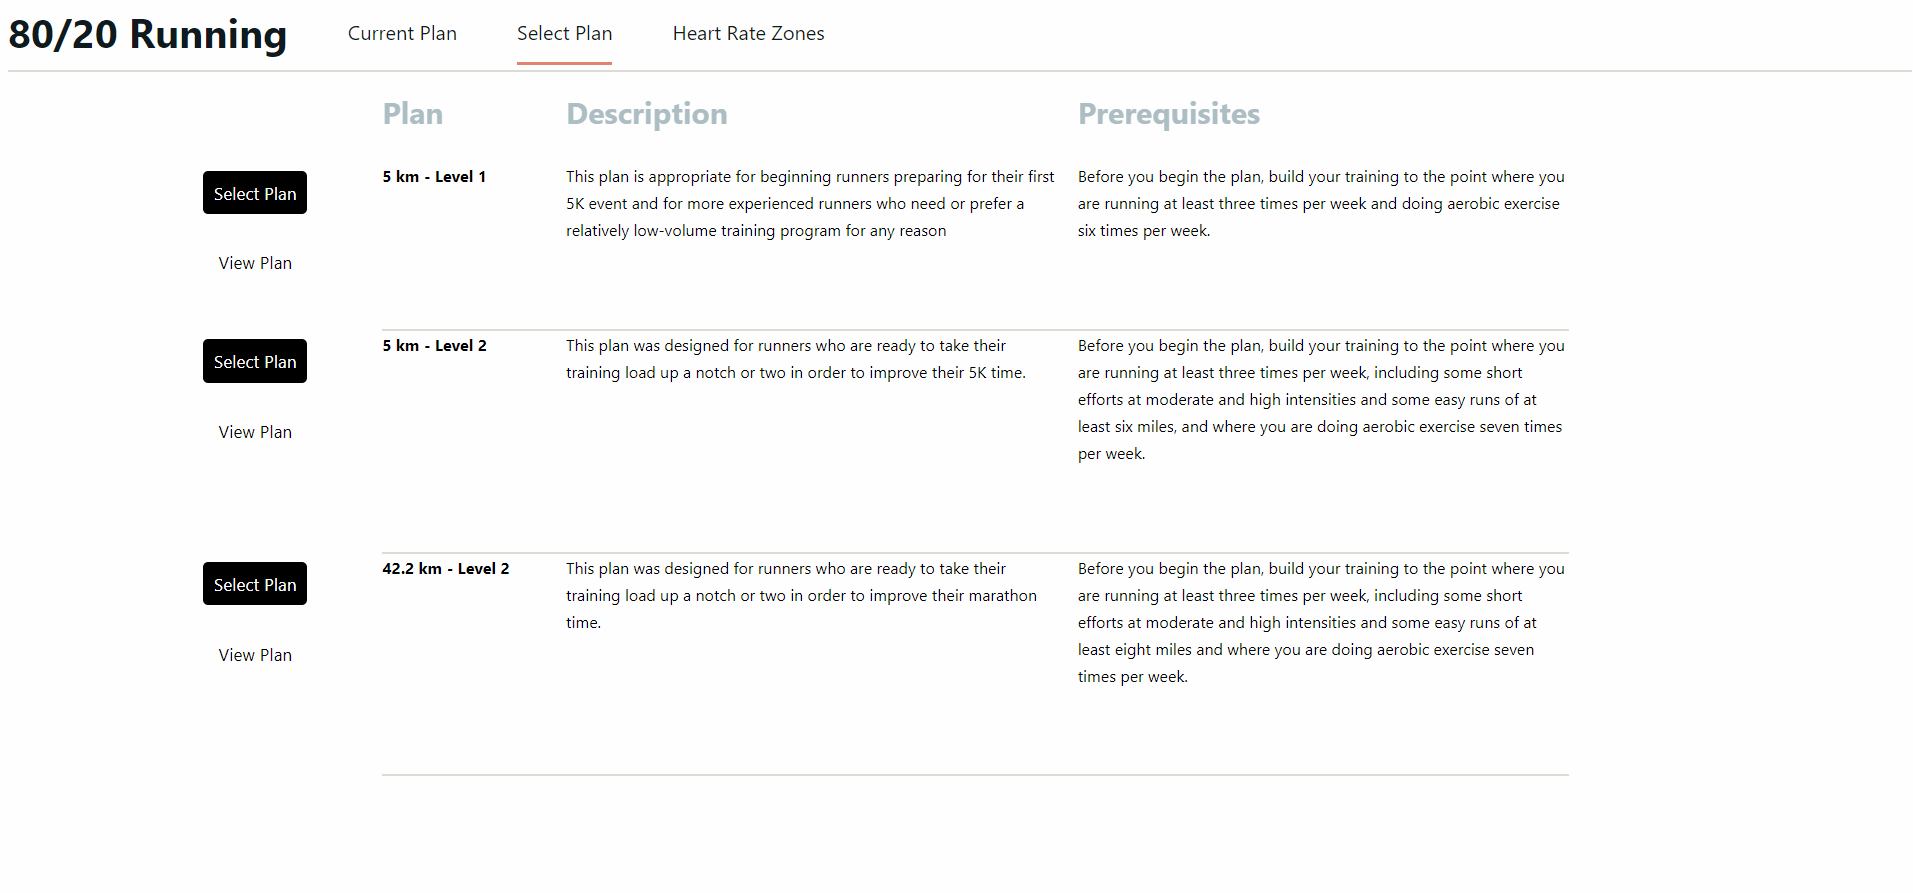 80/20 Running
Current Plan
Select Plan
Heart Rate Zones
Plan
Description
Prerequisites
Select Plan
View Plan
5 km - Level 1
This plan is appropriate for beginning runners preparing for their first
5K event and for more experienced runners who need or prefer a
relatively low-volume training program for any reason
Before you begin the plan, build your training to the point where you
are running at least three times per week and doing aerobic exercise
six times per week.
Select Plan
View Plan
5 km - Level 2
This plan was designed for runners who are ready to take their
training load up a notch or two in order to improve their 5K time.
Before you begin the plan, build your training to the point where you
are running at least three times per week, including some short
efforts at moderate and high intensities and some easy runs of at
least six miles, and where you are doing aerobic exercise seven times
per week.
Select Plan
View Plan
42.2 km - Level 2
This plan was designed for runners who are ready to take their
training load up a notch or two in order to improve their marathon
time.
Before you begin the plan, build your training to the point where you
are running at least three times per week, including some short
efforts at moderate and high intensities and some easy runs of at
least eight miles and where you are doing aerobic exercise seven
times per week.